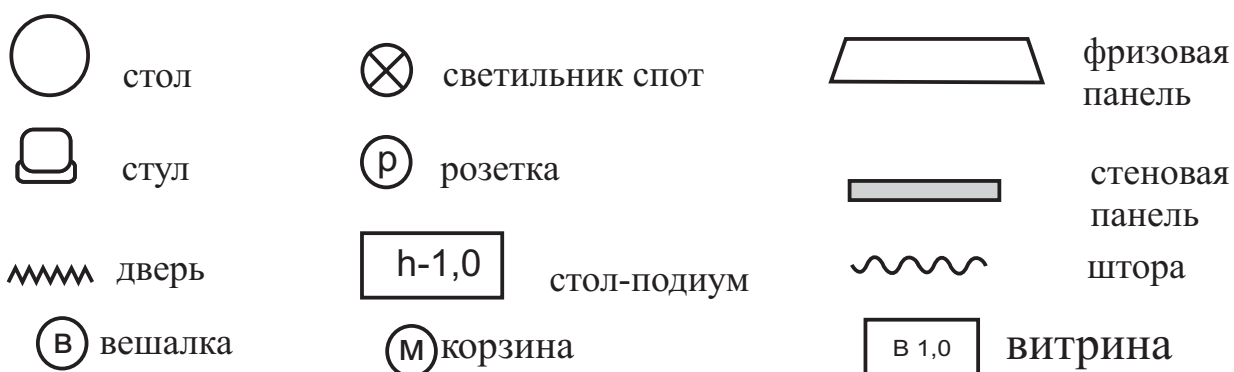 стол
светильник спот
фризовая
панель
стул
р
розетка
стеновая
панель
дверь
h-1,0
стол-подиум
штора
в
вешалка
м
корзина
В 1,0
витрина